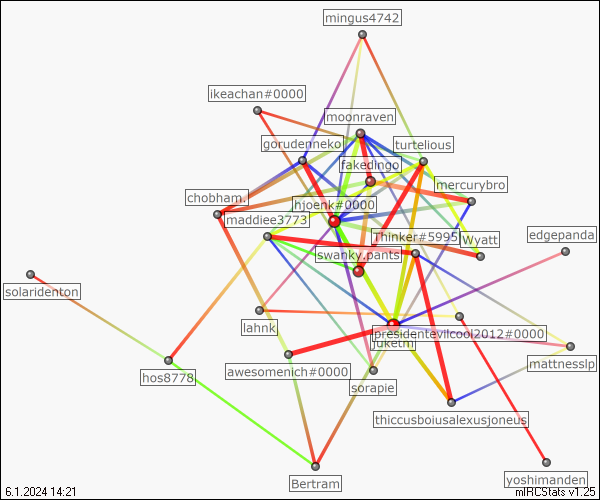 mingus4742
ikeachan#0000
moonraven
gorudenneko
turtelious
fakedingo
mercurybro
chobham.
hjoenk#0000
maddiee3773
Thinker#5995
Wyatt
edgepanda
swanky.pants
solaridenton
lahnk
presidentevilcool2012#0000
juketh
mattnesslp
hos8778
awesomenich#0000
sorapie
thiccusboiusalexusjoneus
Bertram
yoshimanden
6.1.2024 14:21
mIRCStats v1.25